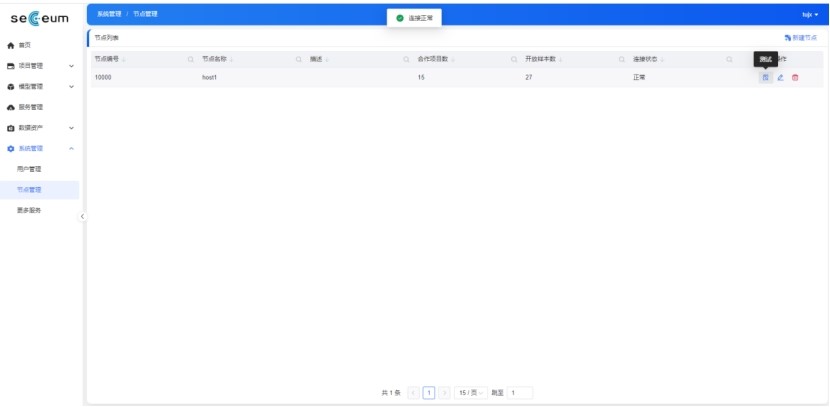 secceum
系统管理 / 节点管理
连接正常
tsjx
首页
项目管理
模型管理
服务管理
数据资产
系统管理
用户管理
节点管理
更多服务
节点列表
新建节点
节点编号 节点名称 描述 合作项目数 开放样本数 连接状态 操作
测试
10000 host1 15 27 正常
共 1 条 1 15 / 页 跳至 1